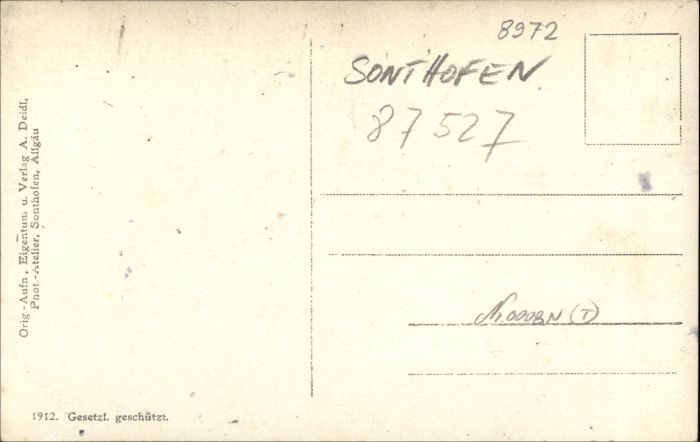 8972
SONTHOFEN
87527
Orig.-Aufn., Eigentum u. Verlag A. Deidl,
Phot.-Atelier, Sonthofen, Allgäu
(T)
1912. Gesetzl. geschützt.